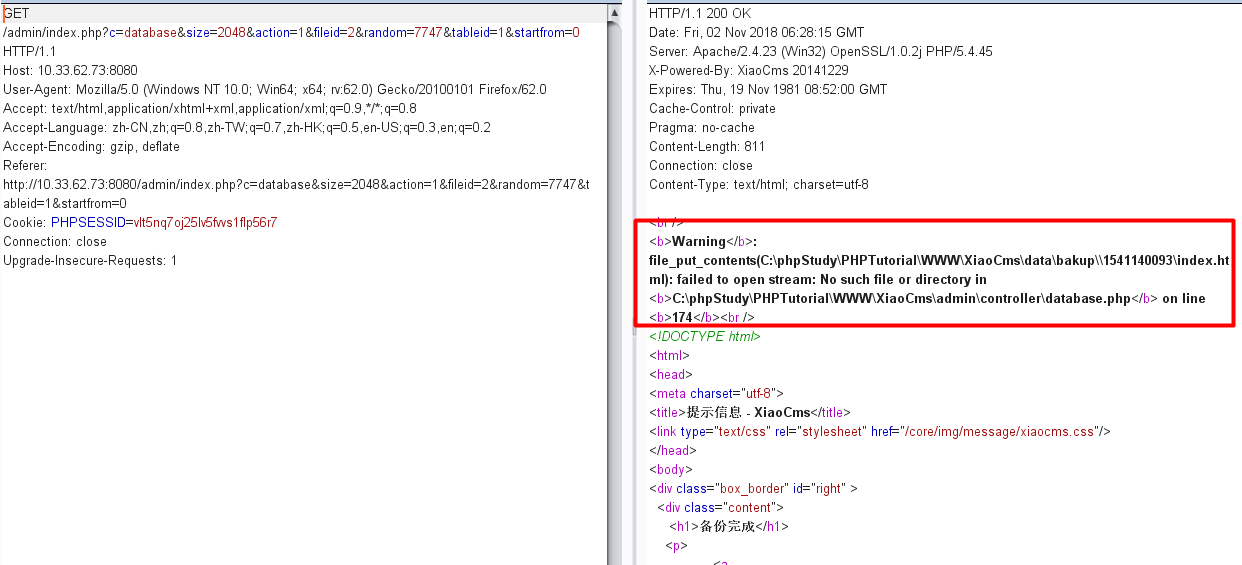 GET
/admin/index.php?c=database&size=2048&action=1&fileid=2&random=7747&tableid=1&startfrom=0
HTTP/1.1
Host: 10.33.62.73:8080
User-Agent: Mozilla/5.0 (Windows NT 10.0; Win64; x64; rv:62.0) Gecko/20100101 Firefox/62.0
Accept: text/html,application/xhtml+xml,application/xml;q=0.9,*/*;q=0.8
Accept-Language: zh-CN,zh;q=0.8,zh-TW;q=0.7,zh-HK;q=0.5,en-US;q=0.3,en;q=0.2
Accept-Encoding: gzip, deflate
Referer:
http://10.33.62.73:8080/admin/index.php?c=database&size=2048&action=1&fileid=2&random=7747&t
ableid=1&startfrom=0
Cookie: PHPSESSID=vlt5nq7oj25lv5fws1flp56r7
Connection: close
Upgrade-Insecure-Requests: 1
HTTP/1.1 200 OK
Date: Fri, 02 Nov 2018 06:28:15 GMT
Server: Apache/2.4.23 (Win32) OpenSSL/1.0.2j PHP/5.4.45
X-Powered-By: XiaoCms 20141229
Expires: Thu, 19 Nov 1981 08:52:00 GMT
Cache-Control: private
Pragma: no-cache
Content-Length: 811
Connection: close
Content-Type: text/html; charset=utf-8
<br />
<b>Warning</b>:
file_put_contents(C:\phpStudy\PHPTutorial\WWW\XiaoCms\data\bakup\\1541140093\index.ht
ml): failed to open stream: No such file or directory in
<b>C:\phpStudy\PHPTutorial\WWW\XiaoCms\admin\controller\database.php</b> on line
<b>174</b><br />
<!DOCTYPE html>
<html>
<head>
<meta charset="utf-8">
<title>提示信息 - XiaoCms</title>
<link type="text/css" rel="stylesheet" href="/core/img/message/xiaocms.css"/>
</head>
<body>
<div class="box_border" id="right" >
<div class="content">
<h1>备份完成</h1>
<p>
<a